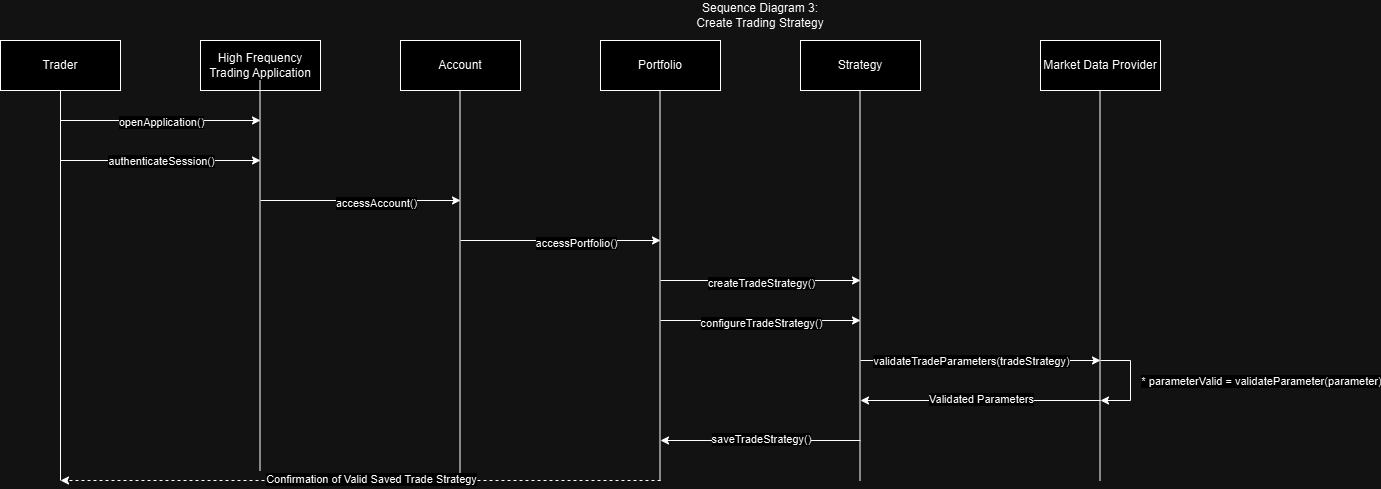 Sequence Diagram 3:
Create Trading Strategy
Trader
High Frequency
Trading Application
Account
Portfolio
Strategy
Market Data Provider
openApplication()
authenticateSession()
accessAccount()
accessPortfolio()
createTradeStrategy()
configureTradeStrategy()
validateTradeParameters(tradeStrategy)
* parameterValid = validateParameter(parameter)
Validated Parameters
saveTradeStrategy()
Confirmation of Valid Saved Trade Strategy